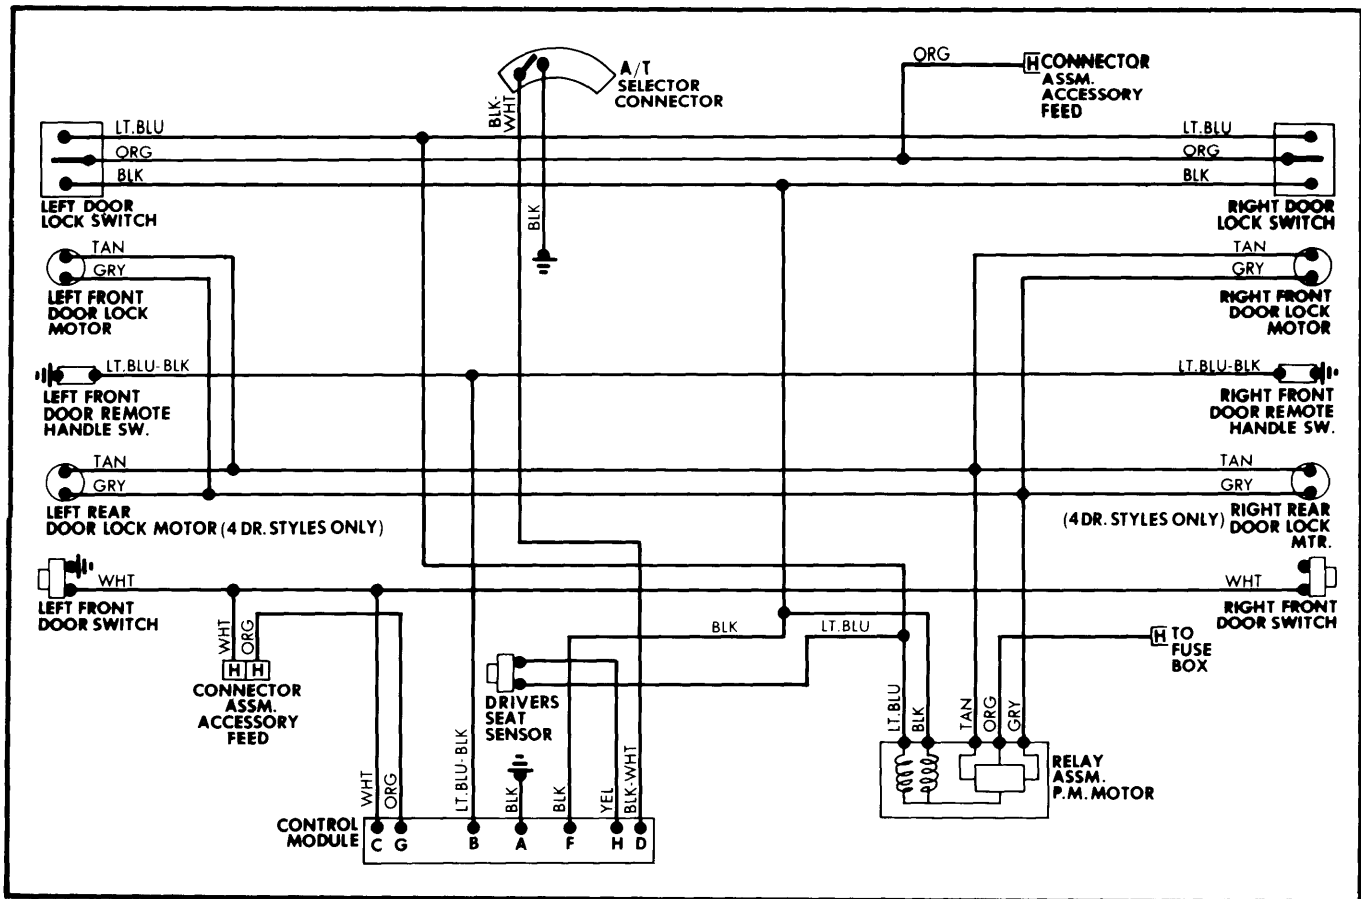 A/T
SELECTOR
CONNECTOR
BLK-
WHT
BLK
ORG
H CONNECTOR
ASSM.
ACCESSORY
FEED
LT.BLU
ORG
BLK
LEFT DOOR
LOCK SWITCH
LT.BLU
ORG
BLK
RIGHT DOOR
LOCK SWITCH
TAN
GRY
LEFT FRONT
DOOR LOCK
MOTOR
TAN
GRY
RIGHT FRONT
DOOR LOCK
MOTOR
LT.BLU-BLK
LEFT FRONT
DOOR REMOTE
HANDLE SW.
LT.BLU-BLK
RIGHT FRONT
DOOR REMOTE
HANDLE SW.
TAN
GRY
LEFT REAR
DOOR LOCK MOTOR (4 DR. STYLES ONLY)
TAN
GRY
(4 DR. STYLES ONLY) RIGHT REAR
DOOR LOCK
MTR.
WHT
LEFT FRONT
DOOR SWITCH
WHT
RIGHT FRONT
DOOR SWITCH
WHT
ORG
H H
CONNECTOR
ASSM.
ACCESSORY
FEED
BLK
LT.BLU
H TO
FUSE
BOX
DRIVERS
SEAT
SENSOR
LT.BLU
BLK
TAN
ORG
GRY
RELAY
ASSM.
P.M. MOTOR
WHT
ORG
LT.BLU-BLK
BLK
BLK
YEL
BLK-WHT
CONTROL
MODULE
C G B A F H D